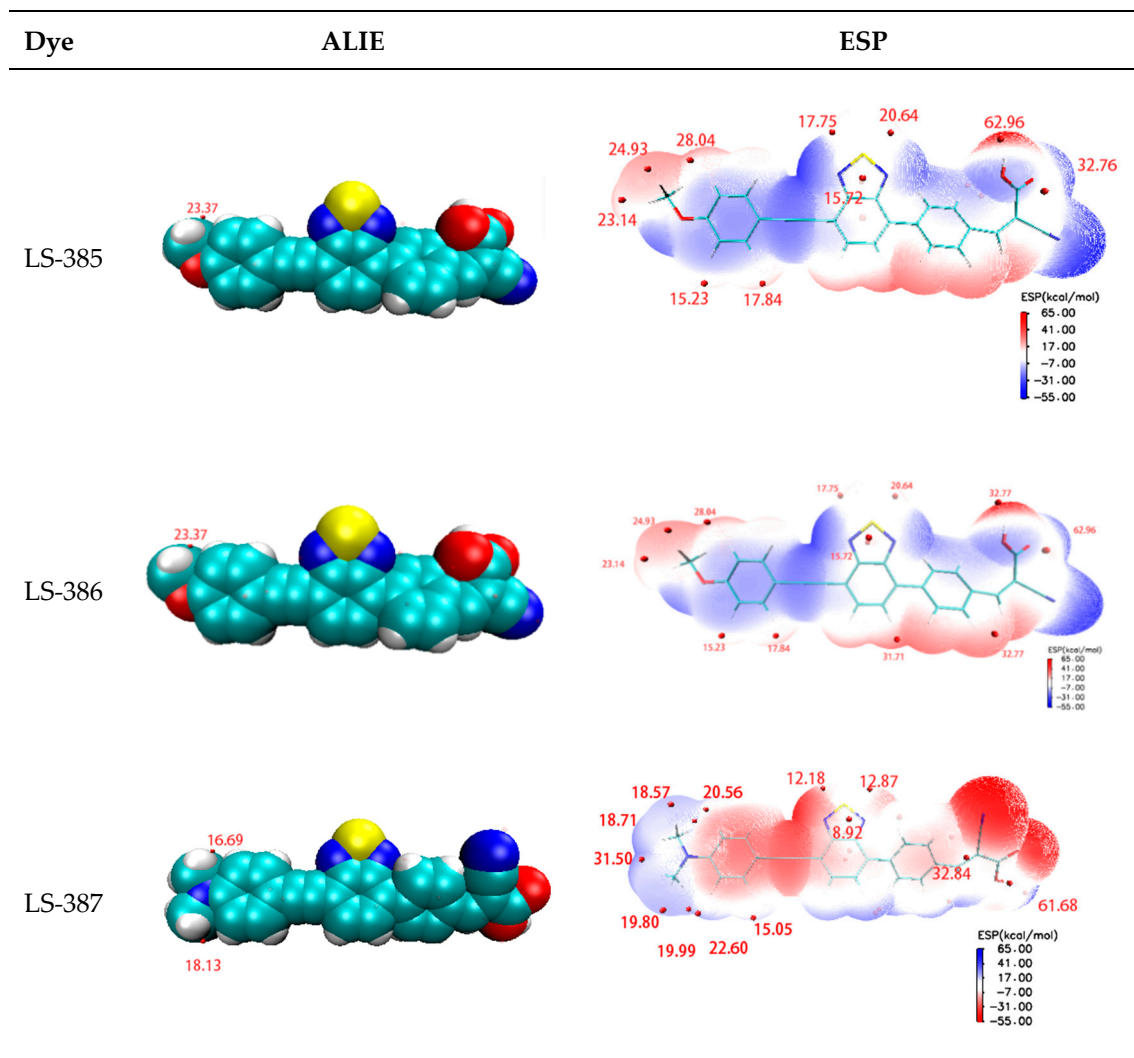 Dye ALIE ESP
LS-385
23.37
17.75 20.64 62.96
24.93 28.04 32.76
15.72
23.14
15.23 17.84
ESP(kcal/mol)
65.00
41.00
17.00
-7.00
-31.00
-55.00
LS-386
23.37
17.75 20.64 32.77
24.93 28.04 62.96
23.14 15.72
15.23 17.84 31.71 32.77
ESP(kcal/mol)
65.00
41.00
17.00
-7.00
-31.00
-55.00
LS-387
16.69
18.13
12.18 12.87
18.57 20.56
18.71 8.92
31.50 32.84
19.80 15.05 61.68
19.99 22.60
ESP(kcal/mol)
65.00
41.00
17.00
-7.00
-31.00
-55.00